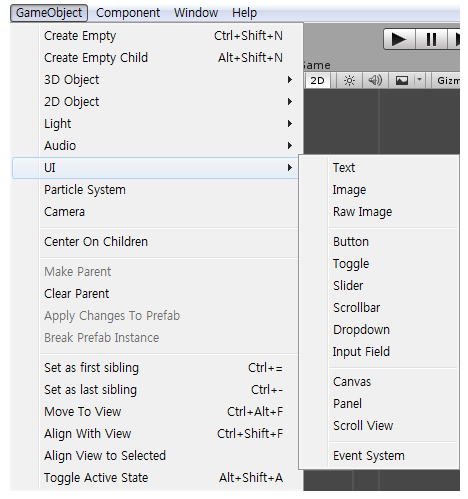 GameObject Component Window Help
Create Empty Ctrl+Shift+N
Create Empty Child Alt+Shift+N
3D Object
2D Object
Light
Audio
UI
Particle System
Camera
Center On Children
Make Parent
Clear Parent
Apply Changes To Prefab
Break Prefab Instance
Set as first sibling Ctrl+=
Set as last sibling Ctrl+-
Move To View Ctrl+Alt+F
Align With View Ctrl+Shift+F
Align View to Selected
Toggle Active State Alt+Shift+A
ame
2D Gizm
Text
Image
Raw Image
Button
Toggle
Slider
Scrollbar
Dropdown
Input Field
Canvas
Panel
Scroll View
Event System